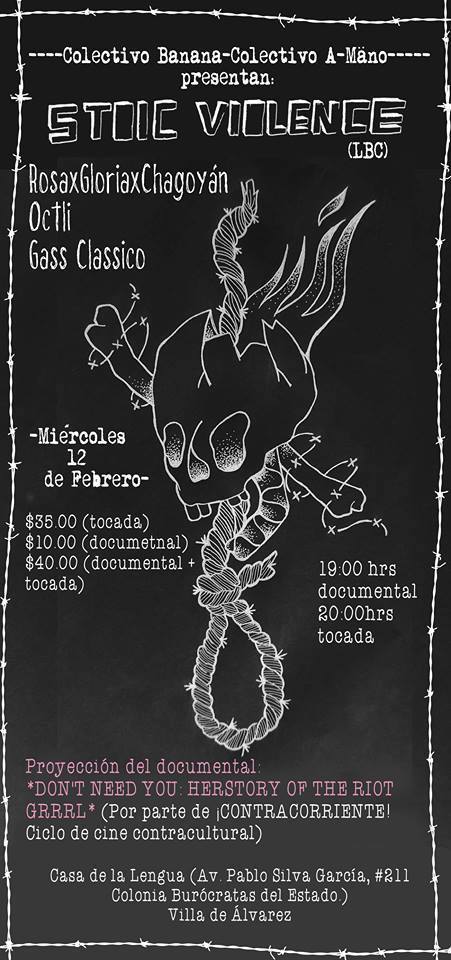 ----Colectivo Banana-Colectivo A-Mäno-----
presentan:
STOIC VIOLENCE
(LBC)
RosaxGloriaxChagoyán
Octli
Gass Classico
-Miércoles
12
de Febrero-
$35.00 (tocada)
$10.00 (documetnal)
$40.00 (documental +
tocada)
19:00 hrs
documental
20:00hrs
tocada
Proyección del documental:
*DON'T NEED YOU: HERSTORY OF THE RIOT
GRRRL* (Por parte de ¡CONTRACORRIENTE!
Ciclo de cine contracultural)
Casa de la Lengua (Av. Pablo Silva García, #211
Colonia Burócratas del Estado.)
Villa de Álvarez